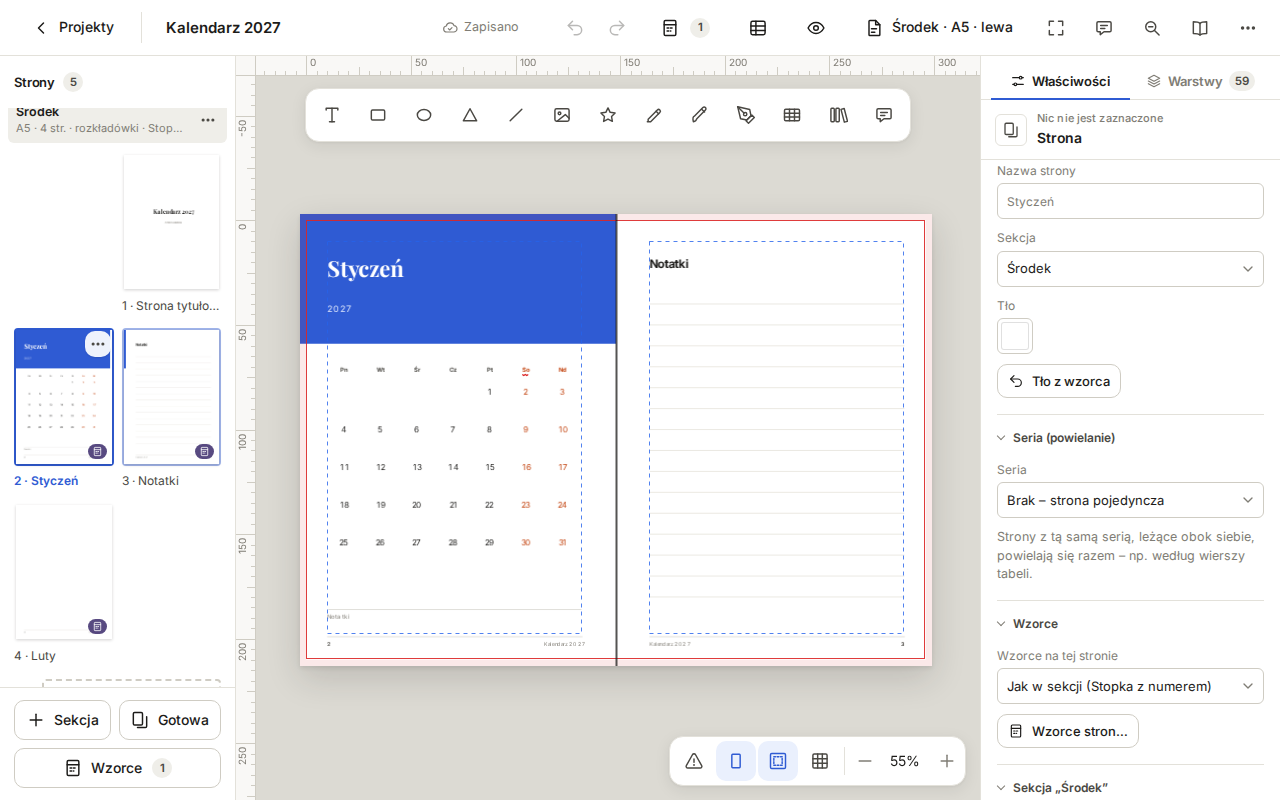 Projekty
Kalendarz 2027
Zapisano
1
Środek · A5 · lewa
Strony 5
Środek
A5 · 4 str. · rozkładówki · Stop...
Kalendarz 2027
1 · Strona tytuło...
Styczeń
2 · Styczeń
3 · Notatki
4 · Luty
Sekcja
Gotowa
Wzorce 1
0 50 100 150 200 250 300
-50
0
50
100
150
200
250
Styczeń
2027
Pn Wt Śr Cz Pt So Nd
1 2 3
4 5 6 7 8 9 10
11 12 13 14 15 16 17
18 19 20 21 22 23 24
25 26 27 28 29 30 31
Notatki
2 Kalendarz 2027
Notatki
Kalendarz 2027 3
55%
Właściwości
Warstwy 59
Nic nie jest zaznaczone
Strona
Nazwa strony
Styczeń
Sekcja
Środek
Tło
Tło z wzorca
Seria (powielanie)
Seria
Brak – strona pojedyncza
Strony z tą samą serią, leżące obok siebie,
powielają się razem – np. według wierszy
tabeli.
Wzorce
Wzorce na tej stronie
Jak w sekcji (Stopka z numerem)
Wzorce stron...
Sekcja „Środek”